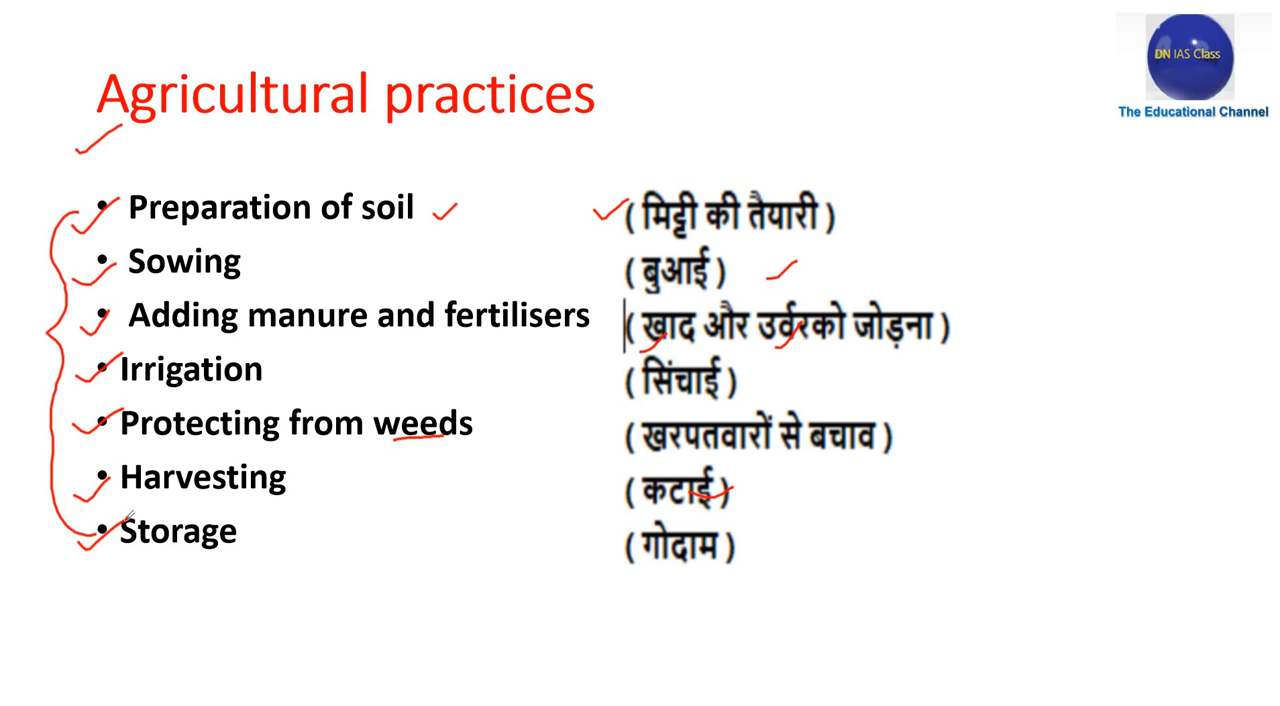 DN IAS Class
The Educational Channel
Agricultural practices
• Preparation of soil ( मिट्टी की तैयारी )
• Sowing ( बुआई )
• Adding manure and fertilisers ( खाद और उर्वरको जोड़ना )
• Irrigation ( सिंचाई )
• Protecting from weeds ( खरपतवारों से बचाव )
• Harvesting ( कटाई )
• Storage ( गोदाम )